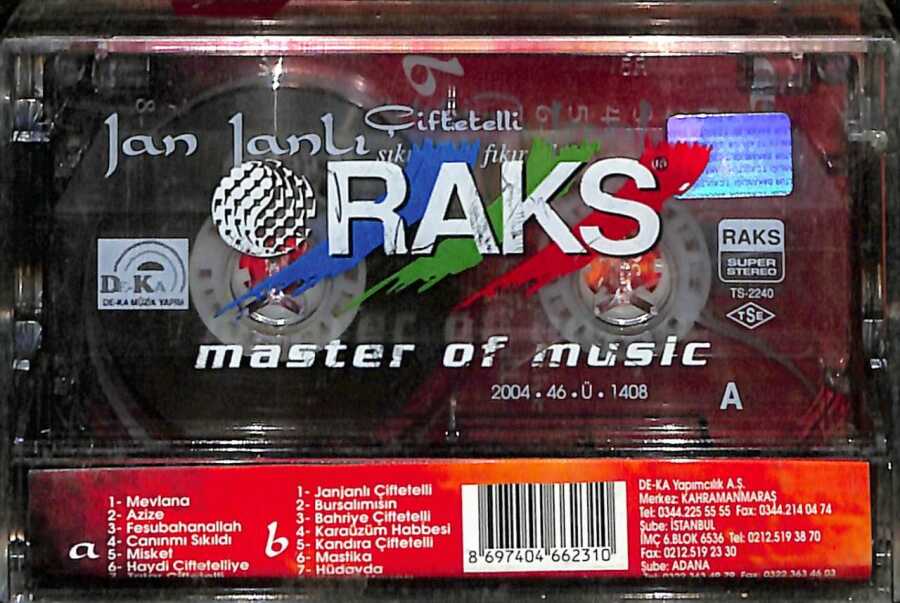 Jan Janlı Çiftetelli
RAKS
master of music
De-Ka
DE-KA MÜZİK YAPIM
RAKS
SUPER
STEREO
TS-2240
TSE
2004 . 46 . Ü . 1408
A
a
1- Mevlana
2- Azize
3- Fesubahanallah
4- Canınmı Sıkıldı
5- Misket
6- Haydi Çiftetelliye
b
1- Janjanlı Çiftetelli
2- Bursalımısın
3- Bahriye Çiftetelli
4- Karaüzüm Habbesi
5- Kandıra Çiftetelli
6- Mastika
7- Hüdayda
8 697404 662310
DE-KA Yapımcılık A.Ş.
Merkez: KAHRAMANMARAŞ
Tel: 0344.225 55 55 Fax: 0344.214 04 74
Şube: İSTANBUL
İMÇ 6.BLOK 6536 Tel: 0212.519 38 70
Fax: 0212.519 23 30
Şube: ADANA